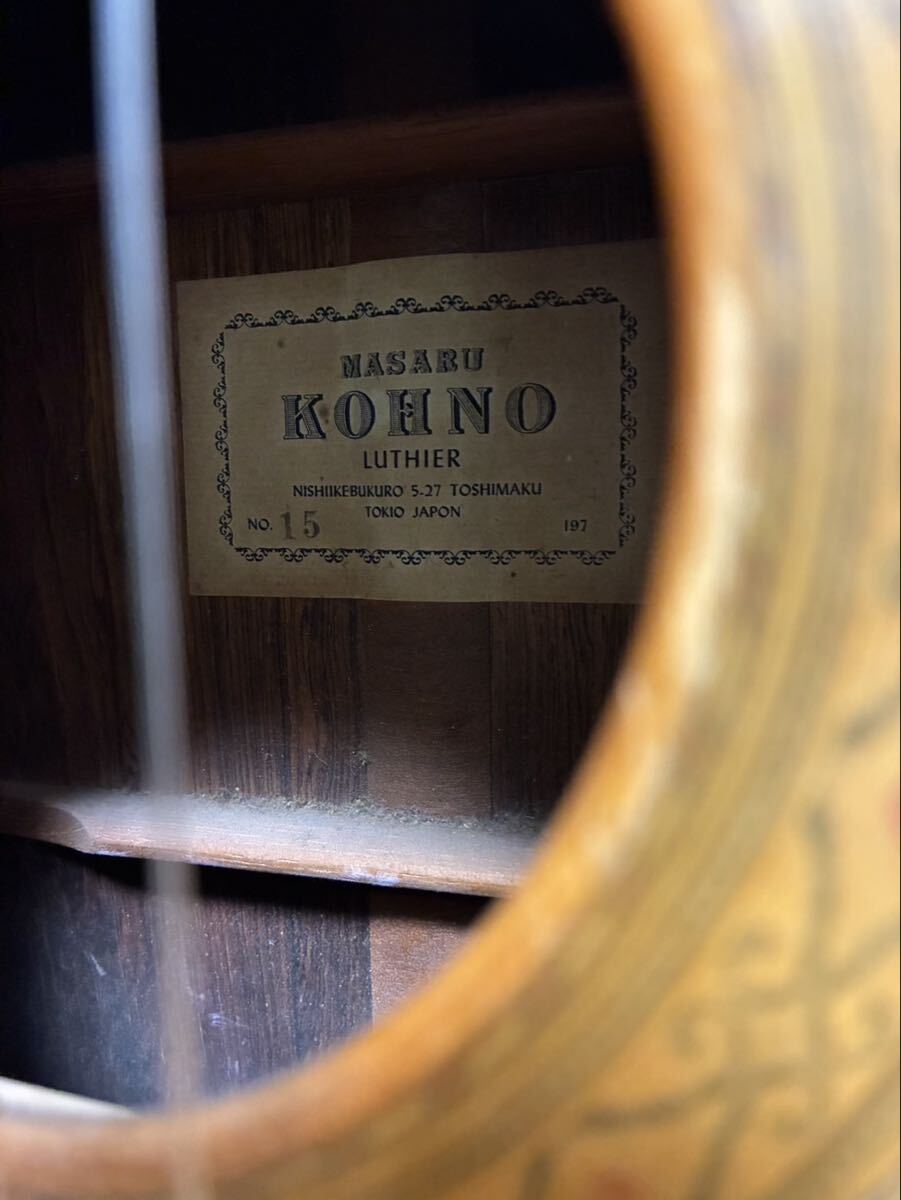 MASARU
KOHNO
LUTHIER
NISHIIKEBUKURO 5-27 TOSHIMAKU
TOKIO JAPON
NO. 15 197